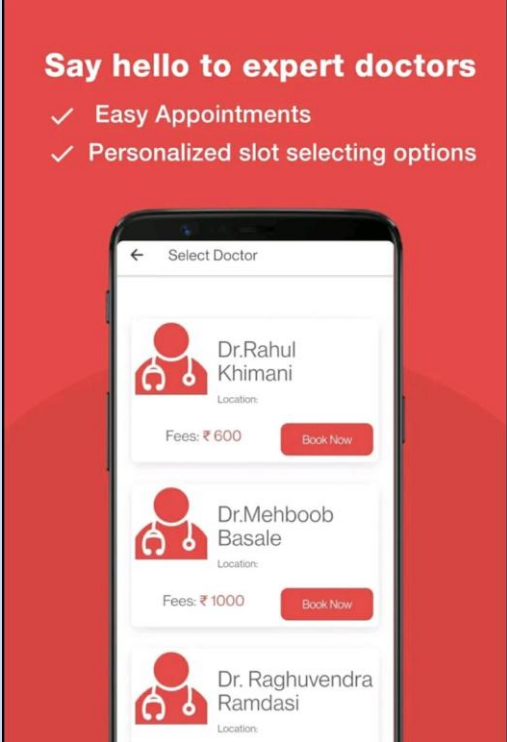 Say hello to expert doctors
✓ Easy Appointments
✓ Personalized slot selecting options
← Select Doctor
Dr.Rahul
Khimani
Location:
Fees: ₹ 600 Book Now
Dr.Mehboob
Basale
Location:
Fees: ₹ 1000 Book Now
Dr. Raghuvendra
Ramdasi
Location: